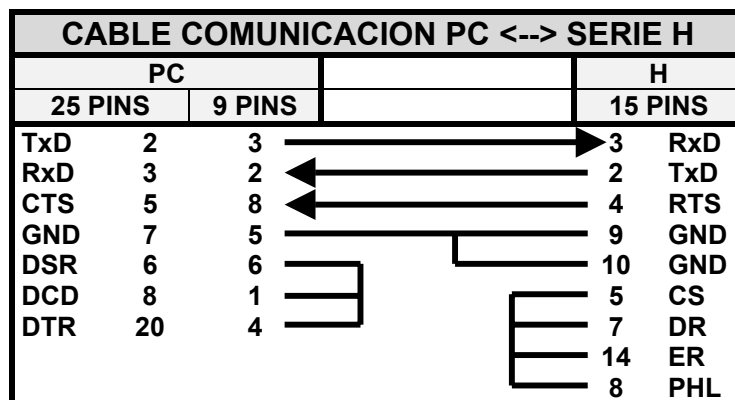 CABLE COMUNICACION PC <--> SERIE H
PC H
25 PINS 9 PINS 15 PINS
TxD 2 3 3 RxD
RxD 3 2 2 TxD
CTS 5 8 4 RTS
GND 7 5 9 GND
DSR 6 6 10 GND
DCD 8 1 5 CS
DTR 20 4 7 DR
14 ER
8 PHL